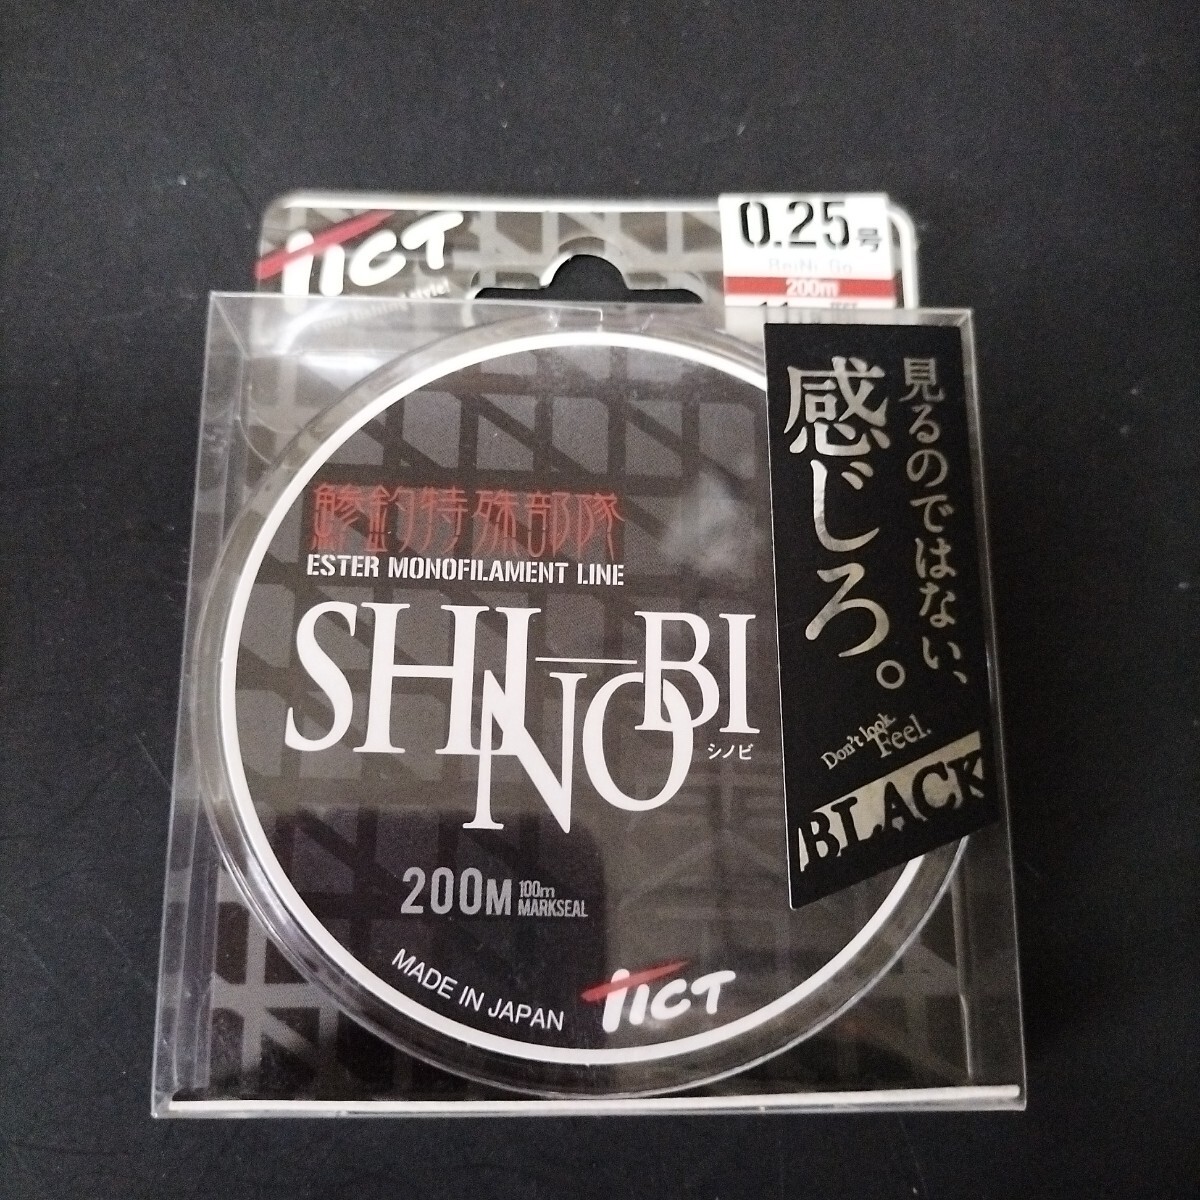 TICT
0.25号
200m
見るのではない、
感じろ。
Don't look.
Feel.
BLACK
鯵釣特殊部隊
ESTER MONOFILAMENT LINE
SHINOBI
シノビ
200M 100m MARKSEAL
MADE IN JAPAN
TICT